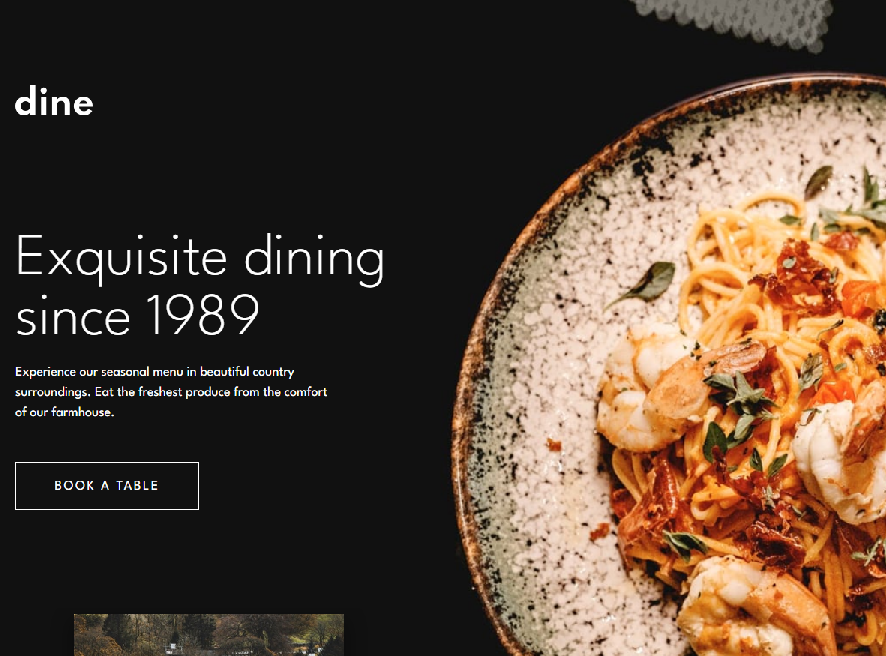 dine
Exquisite dining
since 1989
Experience our seasonal menu in beautiful country
surroundings. Eat the freshest produce from the comfort
of our farmhouse.
BOOK A TABLE